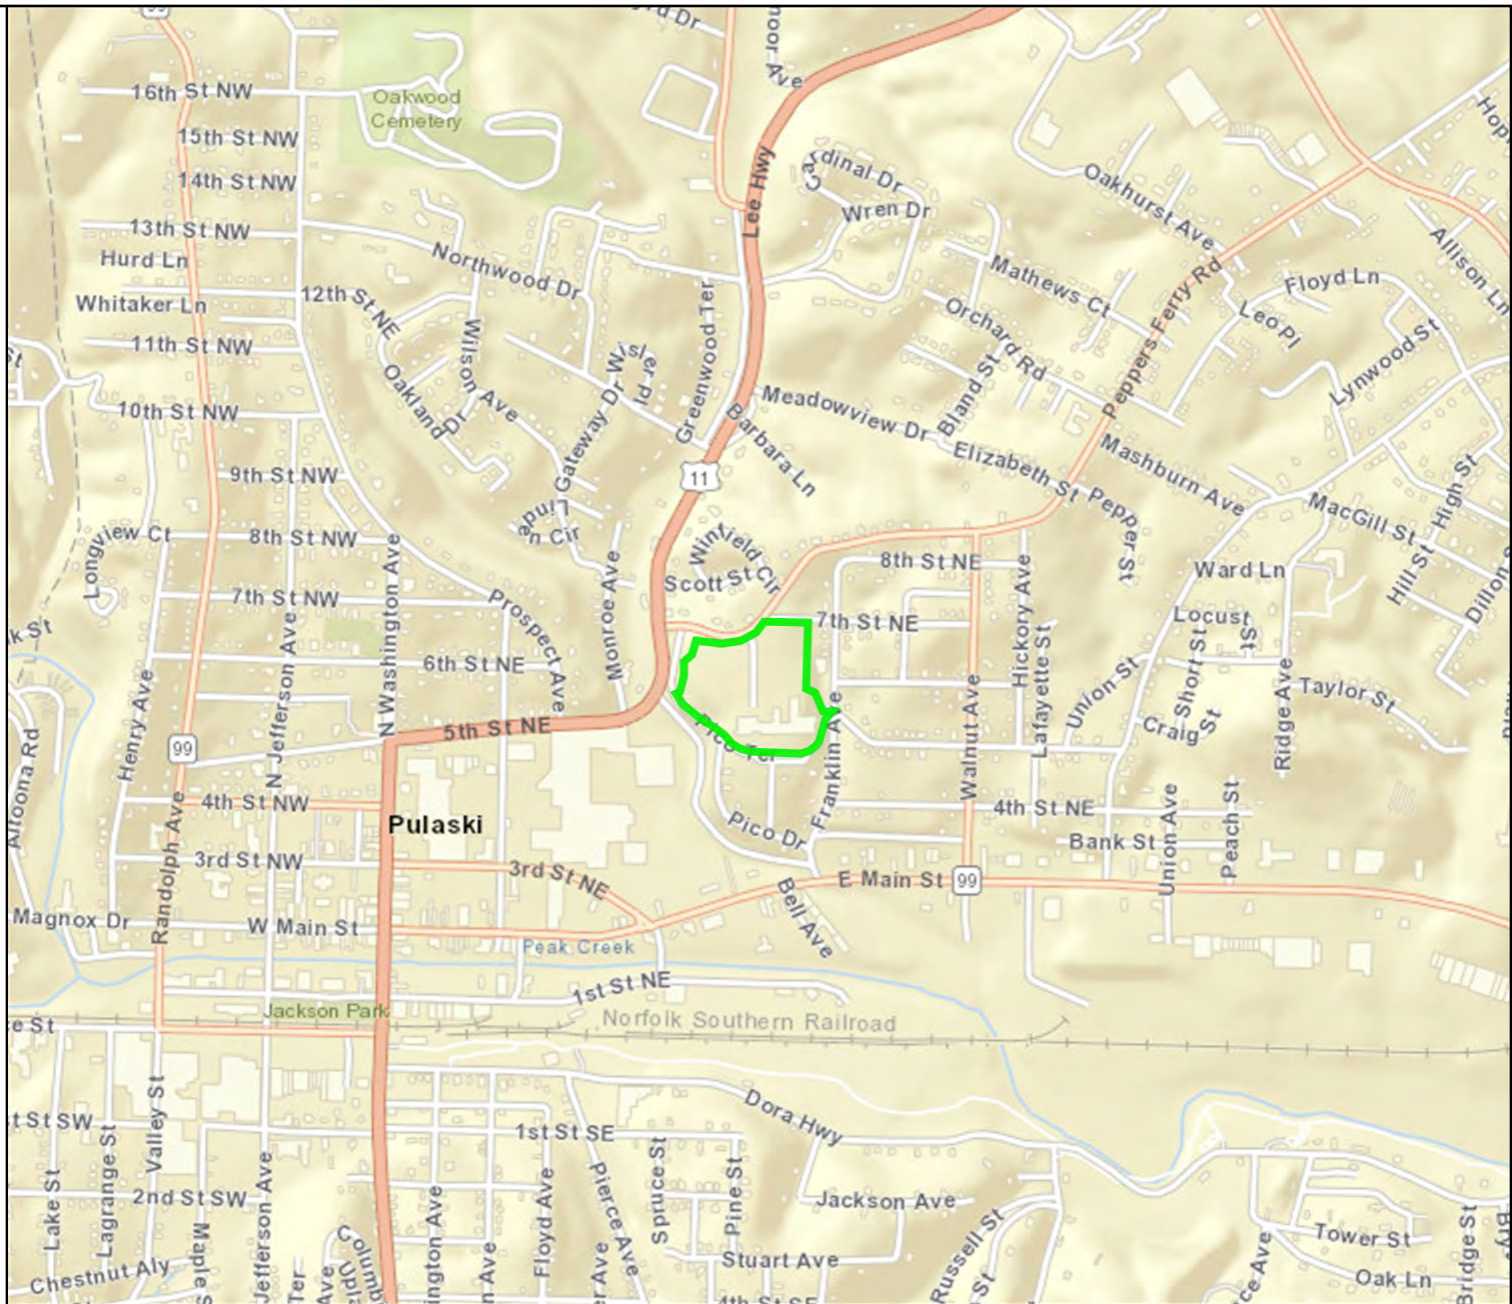 Lee Hwy
Oakwood
Cemetery
16th St NW
15th St NW
14th St NW
13th St NW
Hurd Ln
Whitaker Ln
12th St NE
11th St NW
10th St NW
9th St NW
8th St NW
7th St NW
6th St NE
5th St NE
4th St NW
3rd St NW
Northwood Dr
Wilson Ave
Oakland Dr
Gateway Dr
Greenwood Ter
Cardinal Dr
Wren Dr
Oakhurst Ave
Mathews Ct
Orchard Rd
Bland St
Peppers Ferry Rd
Floyd Ln
Leo Pl
Allison Ln
Lynwood St
Meadowview Dr
Barbara Ln
Elizabeth St
Mashburn Ave
Pepper St
MacGill St
High St
Hill St
11
Winfield Cir
Scott St
8th St NE
7th St NE
Ward Ln
Locust
St
Short St
Taylor St
Craig
St
Union St
Ridge Ave
Hickory Ave
Lafayette St
Walnut Ave
Franklin Ave
Longview Ct
Henry Ave
N Jefferson Ave
N Washington Ave
Prospect Ave
Monroe Ave
99
Altoona Rd
Randolph Ave
Pulaski
Pico Ter
Pico Dr
4th St NE
Bank St
Union Ave
Peach St
3rd St NE
E Main St
99
Bell Ave
Magnox Dr
W Main St
Peak Creek
1st St NE
Jackson Park
Norfolk Southern Railroad
Dora Hwy
Valley St
1st St SE
Lake St
Lagrange St
2nd St SW
Jefferson Ave
Floyd Ave
Pierce Ave
Spruce St
Pine St
Jackson Ave
Stuart Ave
Russell St
Tower St
Oak Ln
Bridge St
Chestnut Aly